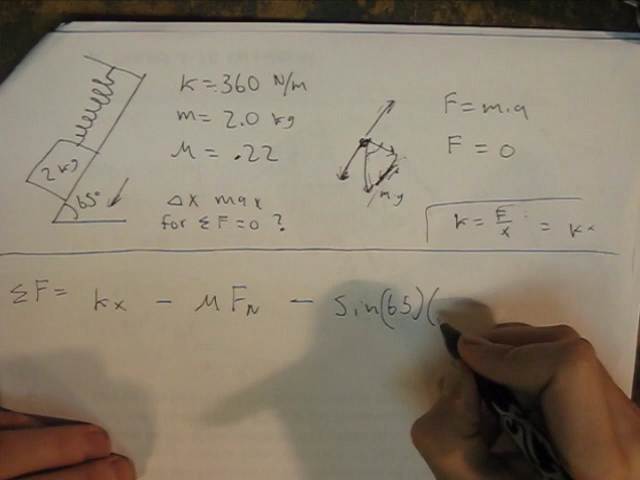 K = 360 N/m
m = 2.0 kg
μ = .22
Δx max
for ΣF=0 ?
2 kg
65°
m·g
F = m·a
F = 0
k = F/x = kx
ΣF = kx − μ F_N − sin(65)(